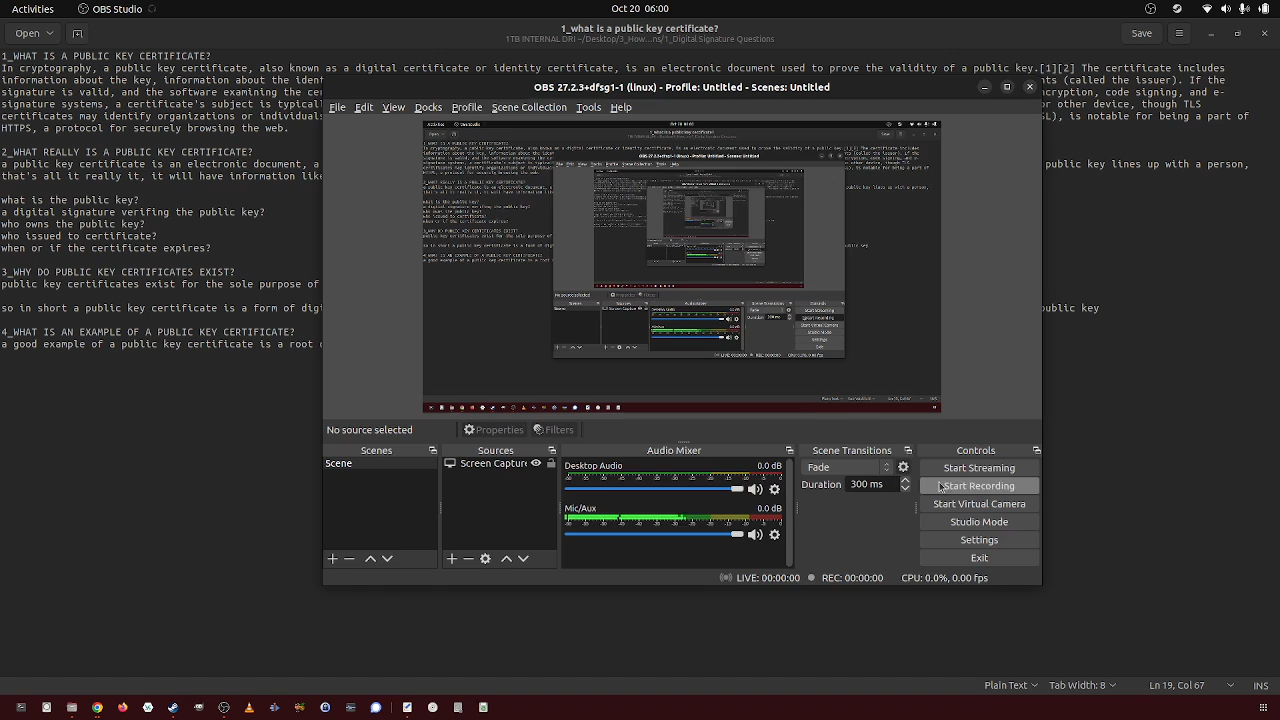 Activities
OBS Studio
Oct 20 06:00
Open
1_what is a public key certificate?
1TB INTERNAL DRI ~/Desktop/3_How...ns/1_Digital Signature Questions
Save
1_WHAT IS A PUBLIC KEY CERTIFICATE?
In cryptography, a public key certificate, also known as a digital certificate or identity certificate, is an electronic document used to prove the validity of a public key.[1][2] The certificate includes
information about the key, information about the ident
nts (called the issuer). If the
signature is valid, and the software examining the cer
cryption, code signing, and e-
signature systems, a certificate's subject is typicall
or other device, though TLS
certificates may identify organizations or individuals
SL), is notable for being a part of
HTTPS, a protocol for securely browsing the web.
2_WHAT REALLY IS A PUBLIC KEY CERTIFICATE?
a public key certificate is an electronic document, a
public key ties up with a person,
that's all it really is, it will have information like
what is the public key?
a digital signature verifing the public key?
who owns the public key?
who issued to certificate?
when or if the certificate expires?
3_WHY DO PUBLIC KEY CERTIFICATES EXIST?
public key certificates exist for the sole purpose of
so in short a public key certificate is a form of digi
public key
4_WHAT IS AN EXAMPLE OF A PUBLIC KEY CERTIFICATE?
a good example of a public key certificate is a root c
OBS 27.2.3+dfsg1-1 (linux) - Profile: Untitled - Scenes: Untitled
File Edit View Docks Profile Scene Collection Tools Help
No source selected
Properties
Filters
Scenes
Sources
Audio Mixer
Scene Transitions
Controls
Scene
Screen Capture
Desktop Audio
0.0 dB
Mic/Aux
0.0 dB
Fade
Duration 300 ms
Start Streaming
Start Recording
Start Virtual Camera
Studio Mode
Settings
Exit
LIVE: 00:00:00
REC: 00:00:00
CPU: 0.0%, 0.00 fps
Plain Text
Tab Width: 8
Ln 19, Col 67
INS